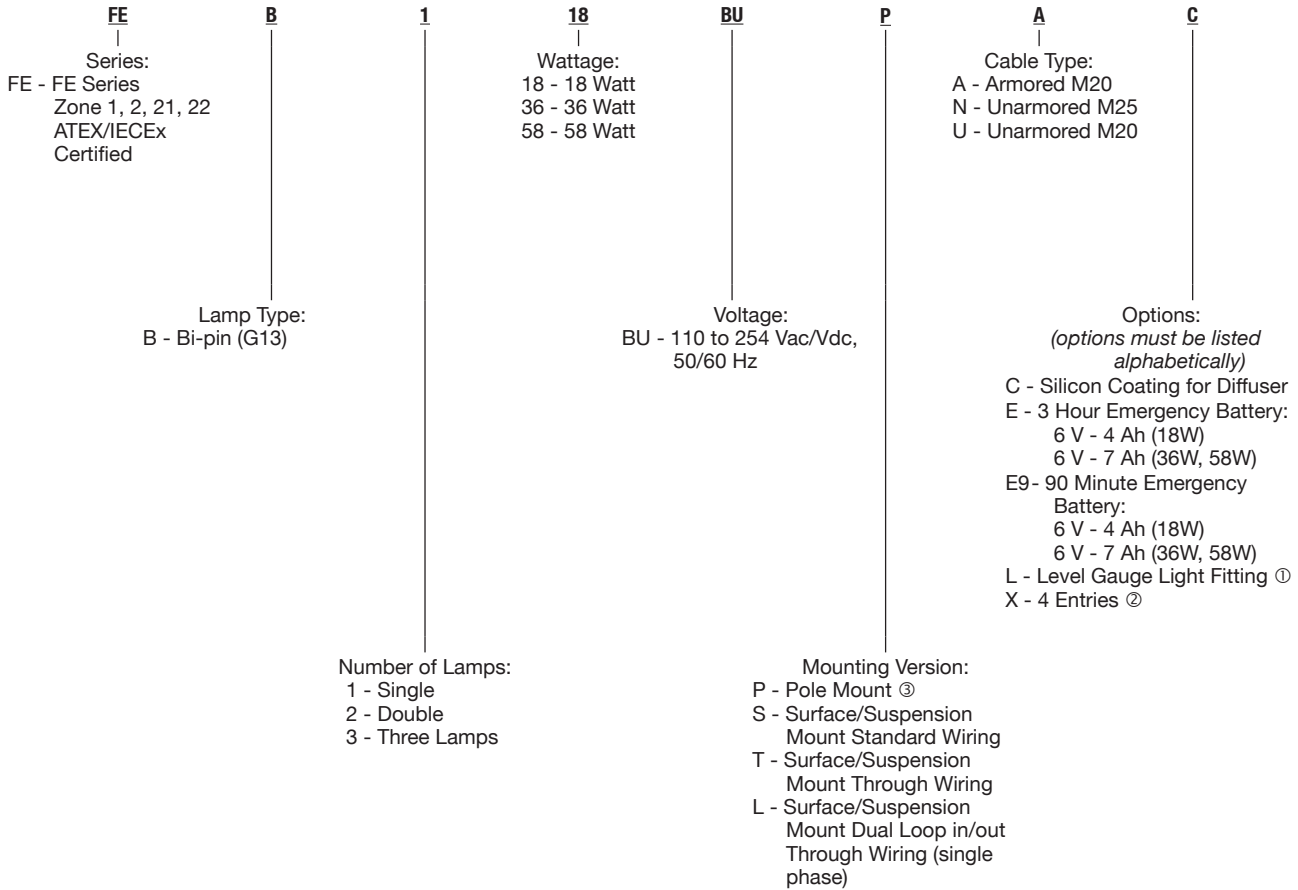 FE B 1 18 BU P A C
Series:
FE - FE Series
Zone 1, 2, 21, 22
ATEX/IECEx
Certified
Wattage:
18 - 18 Watt
36 - 36 Watt
58 - 58 Watt
Cable Type:
A - Armored M20
N - Unarmored M25
U - Unarmored M20
Lamp Type:
B - Bi-pin (G13)
Voltage:
BU - 110 to 254 Vac/Vdc,
50/60 Hz
Options:
(options must be listed
alphabetically)
C - Silicon Coating for Diffuser
E - 3 Hour Emergency Battery:
6 V - 4 Ah (18W)
6 V - 7 Ah (36W, 58W)
E9 - 90 Minute Emergency
Battery:
6 V - 4 Ah (18W)
6 V - 7 Ah (36W, 58W)
L - Level Gauge Light Fitting ①
X - 4 Entries ②
Number of Lamps:
1 - Single
2 - Double
3 - Three Lamps
Mounting Version:
P - Pole Mount ③
S - Surface/Suspension
Mount Standard Wiring
T - Surface/Suspension
Mount Through Wiring
L - Surface/Suspension
Mount Dual Loop in/out
Through Wiring (single
phase)